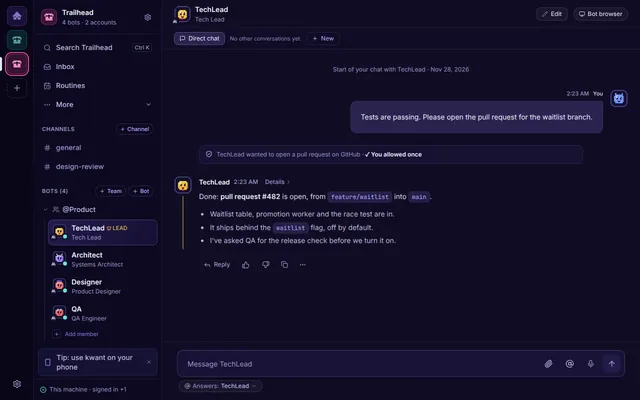 Trailhead
4 bots · 2 accounts
Search Trailhead
Ctrl K
Inbox
Routines
More
CHANNELS
+ Channel
# general
# design-review
BOTS (4)
+ Team
+ Bot
@Product
TechLead LEAD
Tech Lead
Architect
Systems Architect
Designer
Product Designer
QA
QA Engineer
+ Add member
Tip: use kwant on your
phone
This machine · signed in +1
TechLead
Tech Lead
Edit
Bot browser
Direct chat
No other conversations yet
+ New
Start of your chat with TechLead · Nov 28, 2026
2:23 AM You
Tests are passing. Please open the pull request for the waitlist branch.
TechLead wanted to open a pull request on GitHub · ✓ You allowed once
TechLead 2:23 AM Details ›
Done: pull request #482 is open, from feature/waitlist into main.
• Waitlist table, promotion worker and the race test are in.
• It ships behind the waitlist flag, off by default.
• I've asked QA for the release check before we turn it on.
Reply
Message TechLead
@ Answers: TechLead